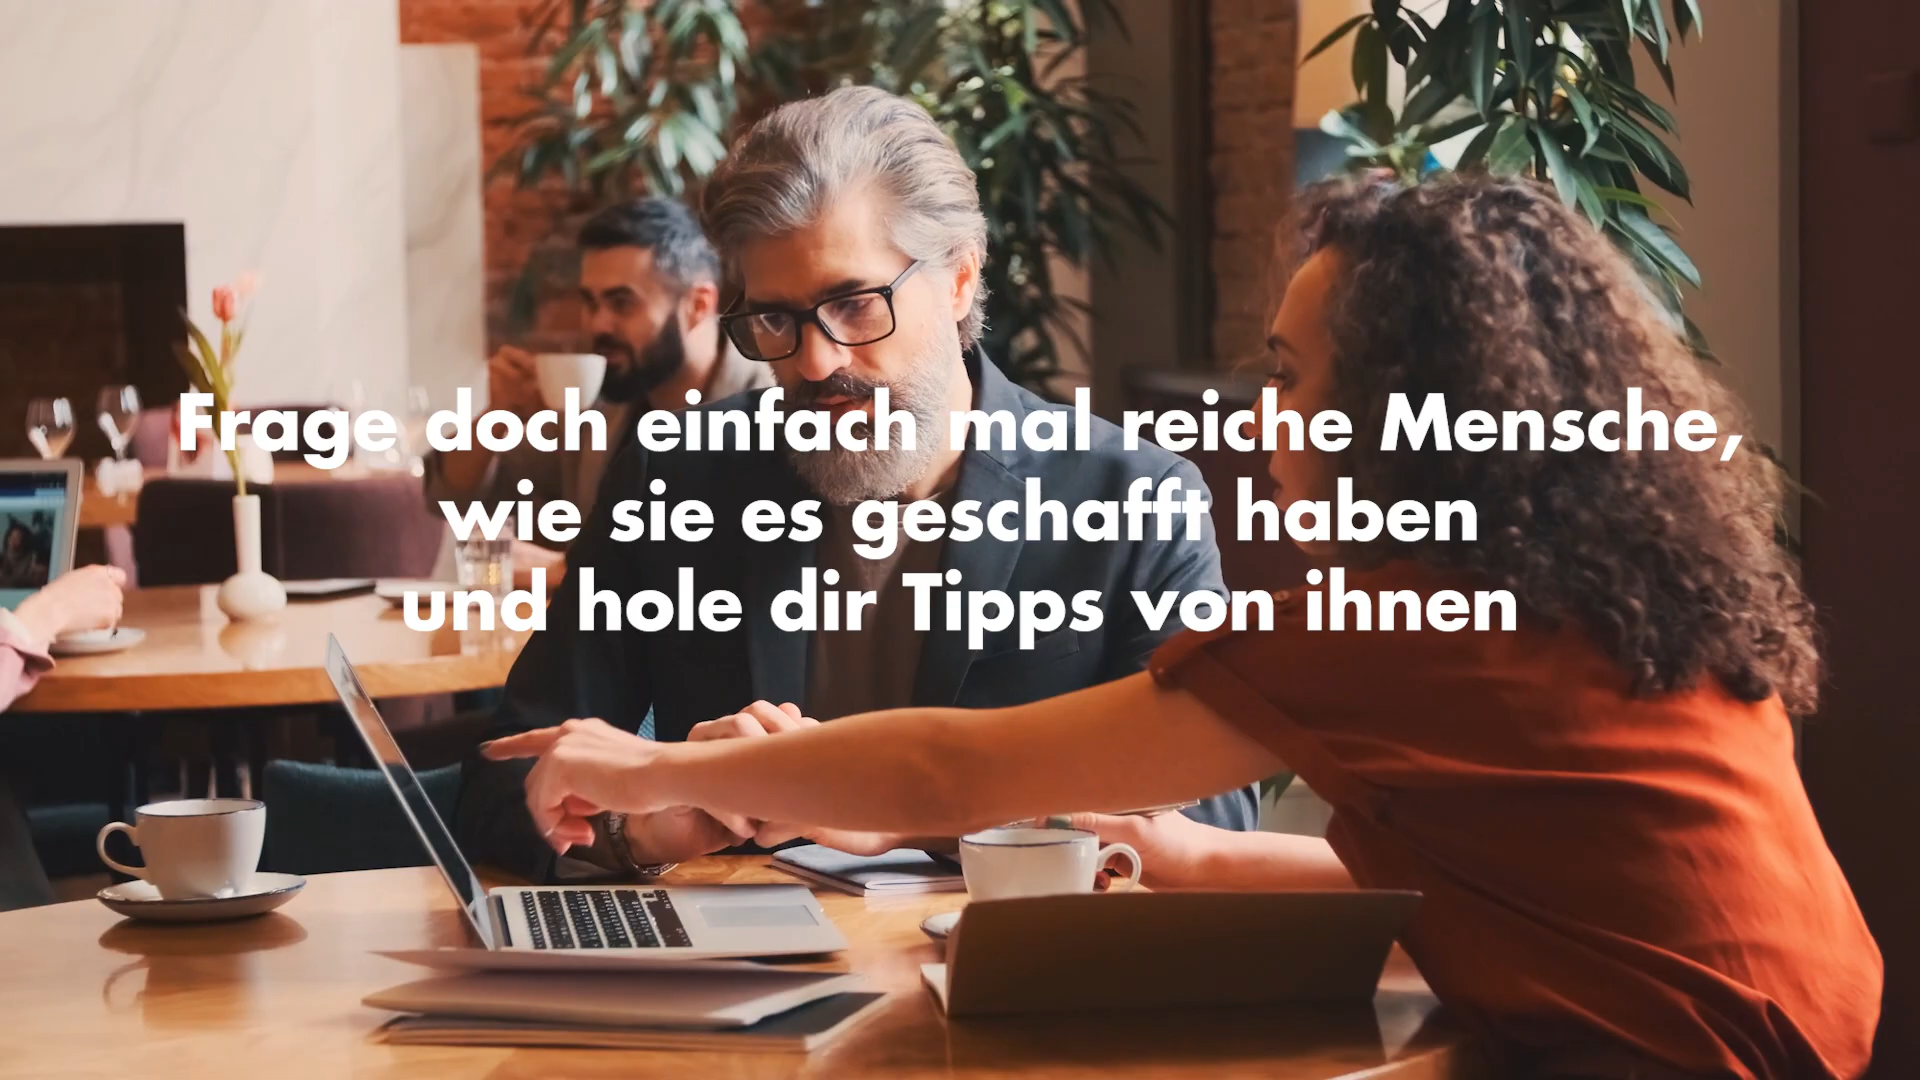 Frage doch einfach mal reiche Mensche,
wie sie es geschafft haben
und hole dir Tipps von ihnen